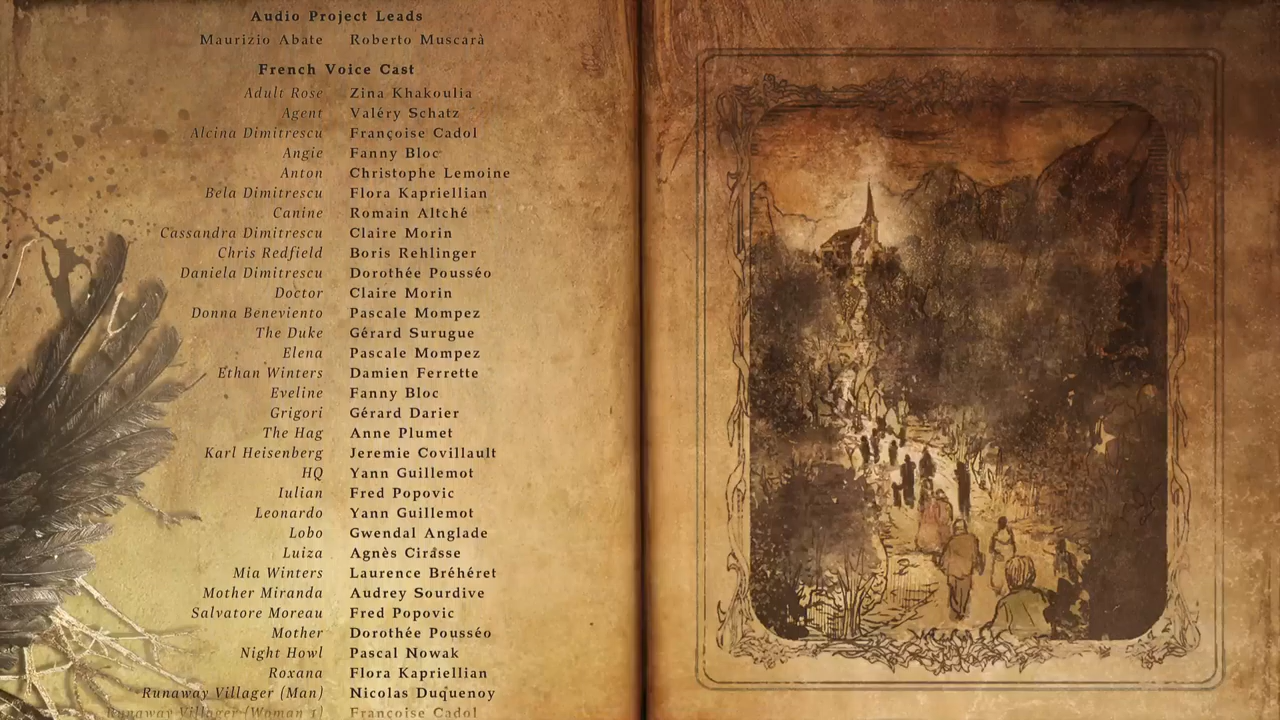 Audio Project Leads
Maurizio Abate Roberto Muscarà
French Voice Cast
Adult Rose Zina Khakoulia
Agent Valéry Schatz
Alcina Dimitrescu Françoise Cadol
Angie Fanny Bloc
Anton Christophe Lemoine
Bela Dimitrescu Flora Kapriellian
Canine Romain Altché
Cassandra Dimitrescu Claire Morin
Chris Redfield Boris Rehlinger
Daniela Dimitrescu Dorothée Pousséo
Doctor Claire Morin
Donna Beneviento Pascale Mompez
The Duke Gérard Surugue
Elena Pascale Mompez
Ethan Winters Damien Ferrette
Eveline Fanny Bloc
Grigori Gérard Darier
The Hag Anne Plumet
Karl Heisenberg Jeremie Covillault
HQ Yann Guillemot
Iulian Fred Popovic
Leonardo Yann Guillemot
Lobo Gwendal Anglade
Luiza Agnès Cirasse
Mia Winters Laurence Bréhéret
Mother Miranda Audrey Sourdive
Salvatore Moreau Fred Popovic
Mother Dorothée Pousséo
Night Howl Pascal Nowak
Roxana Flora Kapriellian
Runaway Villager (Man) Nicolas Duquenoy
Runaway Villager (Woman 1) Françoise Cadol